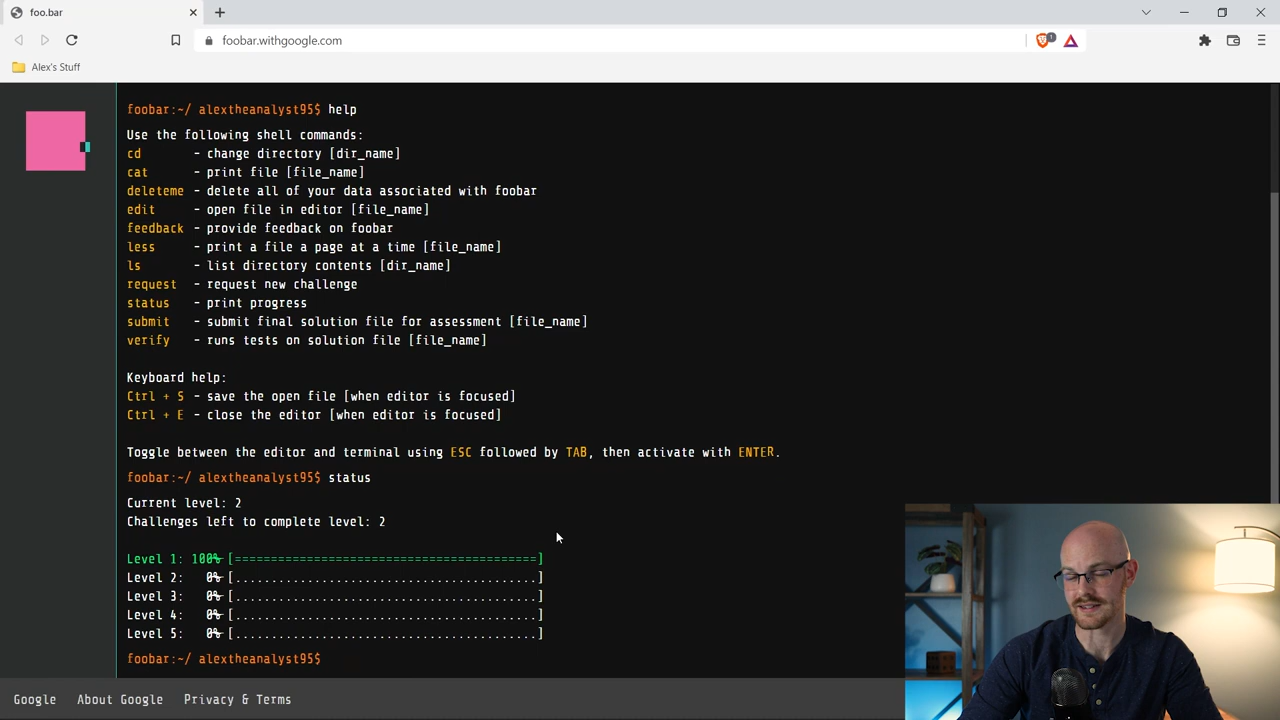 foo.bar
foobar.withgoogle.com
1
Alex's Stuff
foobar:~/ alextheanalyst95$ help
Use the following shell commands:
cd - change directory [dir_name]
cat - print file [file_name]
deleteme - delete all of your data associated with foobar
edit - open file in editor [file_name]
feedback - provide feedback on foobar
less - print a file a page at a time [file_name]
ls - list directory contents [dir_name]
request - request new challenge
status - print progress
submit - submit final solution file for assessment [file_name]
verify - runs tests on solution file [file_name]
Keyboard help:
Ctrl + S - save the open file [when editor is focused]
Ctrl + E - close the editor [when editor is focused]
Toggle between the editor and terminal using ESC followed by TAB, then activate with ENTER.
foobar:~/ alextheanalyst95$ status
Current level: 2
Challenges left to complete level: 2
Level 1: 100% [==========================================]
Level 2: 0% [..........................................]
Level 3: 0% [..........................................]
Level 4: 0% [..........................................]
Level 5: 0% [..........................................]
foobar:~/ alextheanalyst95$
Google About Google Privacy & Terms